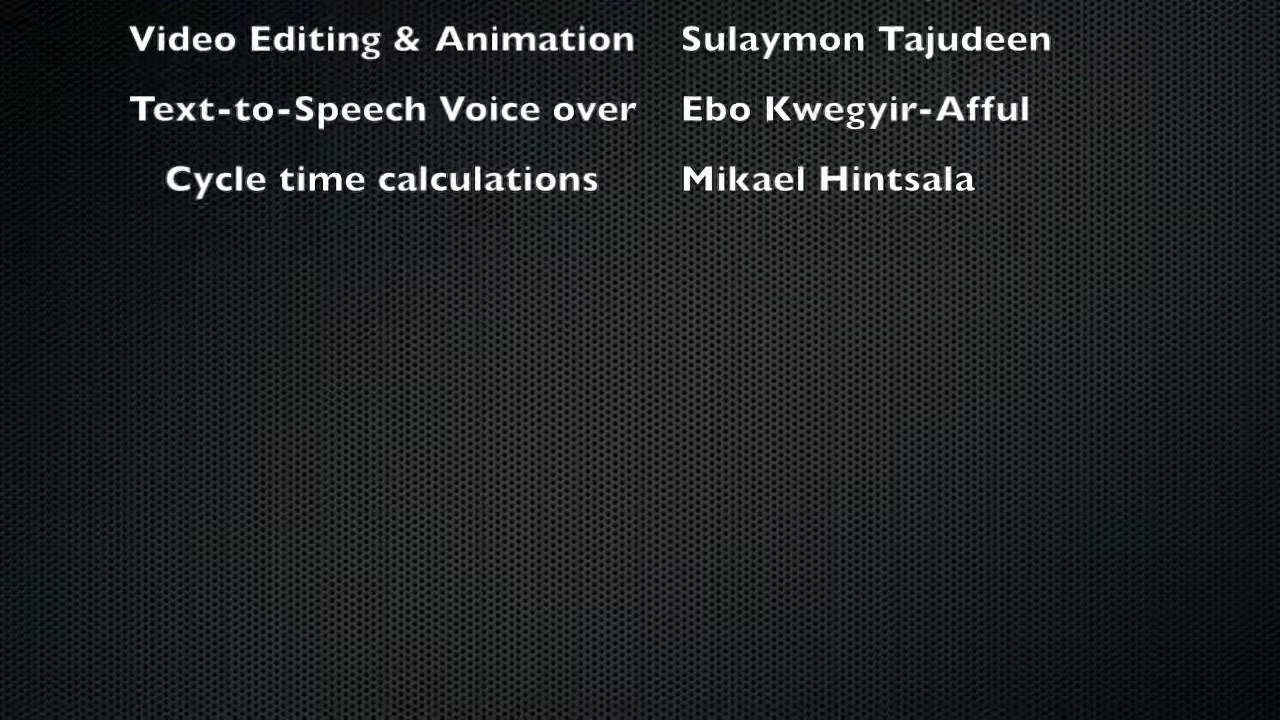 Video Editing & Animation Sulaymon Tajudeen
Text-to-Speech Voice over Ebo Kwegyir-Afful
Cycle time calculations Mikael Hintsala